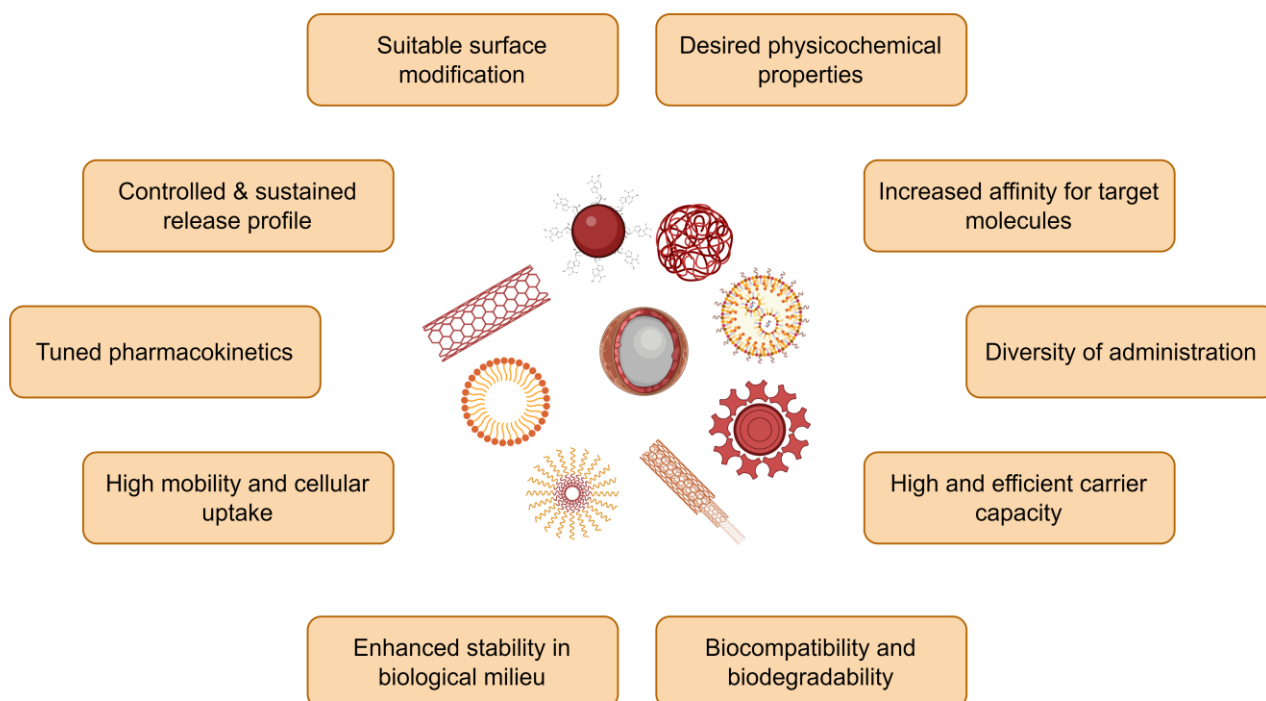 Suitable surface
modification
Desired physicochemical
properties
Controlled & sustained
release profile
Increased affinity for target
molecules
Tuned pharmacokinetics
Diversity of administration
High mobility and cellular
uptake
High and efficient carrier
capacity
Enhanced stability in
biological milieu
Biocompatibility and
biodegradability